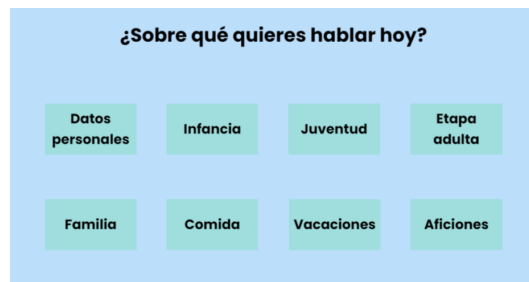 ¿Sobre qué quieres hablar hoy?
Datos
personales
Infancia
Juventud
Etapa
adulta
Familia
Comida
Vacaciones
Aficiones